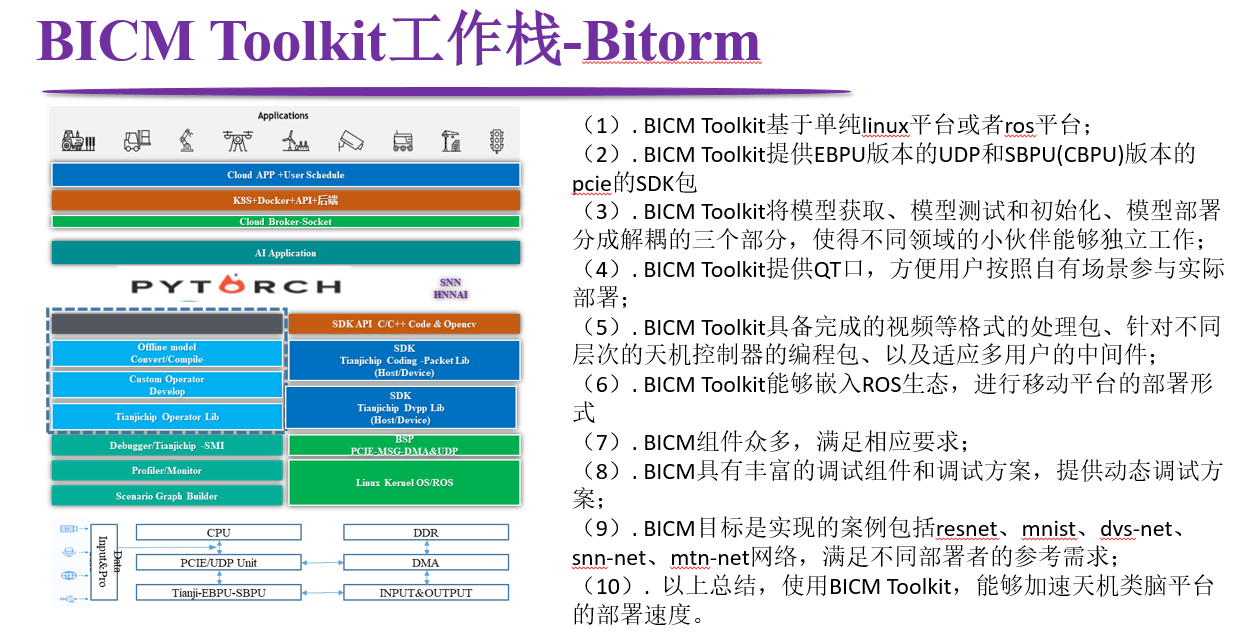 BICM Toolkit工作栈-Bitorm
Applications
Cloud APP +User Schedule
K8S+Docker+API+后端
Cloud Broker-Socket
AI Application
PYTORCH
SNN
HNNAI
SDK API C/C++ Code & Opencv
Offline model
Convert/Compile
SDK
Tianjichip Coding -Packet Lib
(Host/Device)
Custom Operator
Develop
SDK
Tianjichip Dvpp Lib
(Host/Device)
Tianjichip Operator Lib
Debugger/Tianjichip -SMI
BSP
PCIE-MSG-DMA&UDP
Profiler/Monitor
Linux Kernel OS/ROS
Scenario Graph Builder
Data
Input&Pro
CPU
DDR
PCIE/UDP Unit
DMA
Tianji-EBPU-SBPU
INPUT&OUTPUT
（1）. BICM Toolkit基于单纯linux平台或者ros平台；
（2）. BICM Toolkit提供EBPU版本的UDP和SBPU(CBPU)版本的
pcie的SDK包
（3）. BICM Toolkit将模型获取、模型测试和初始化、模型部署
分成解耦的三个部分，使得不同领域的小伙伴能够独立工作；
（4）. BICM Toolkit提供QT口，方便用户按照自有场景参与实际
部署；
（5）. BICM Toolkit具备完成的视频等格式的处理包、针对不同
层次的天机控制器的编程包、以及适应多用户的中间件；
（6）. BICM Toolkit能够嵌入ROS生态，进行移动平台的部署形
式
（7）. BICM组件众多，满足相应要求；
（8）. BICM具有丰富的调试组件和调试方案，提供动态调试方
案；
（9）. BICM目标是实现的案例包括resnet、mnist、dvs-net、
snn-net、mtn-net网络，满足不同部署者的参考需求；
（10）. 以上总结，使用BICM Toolkit，能够加速天机类脑平台
的部署速度。